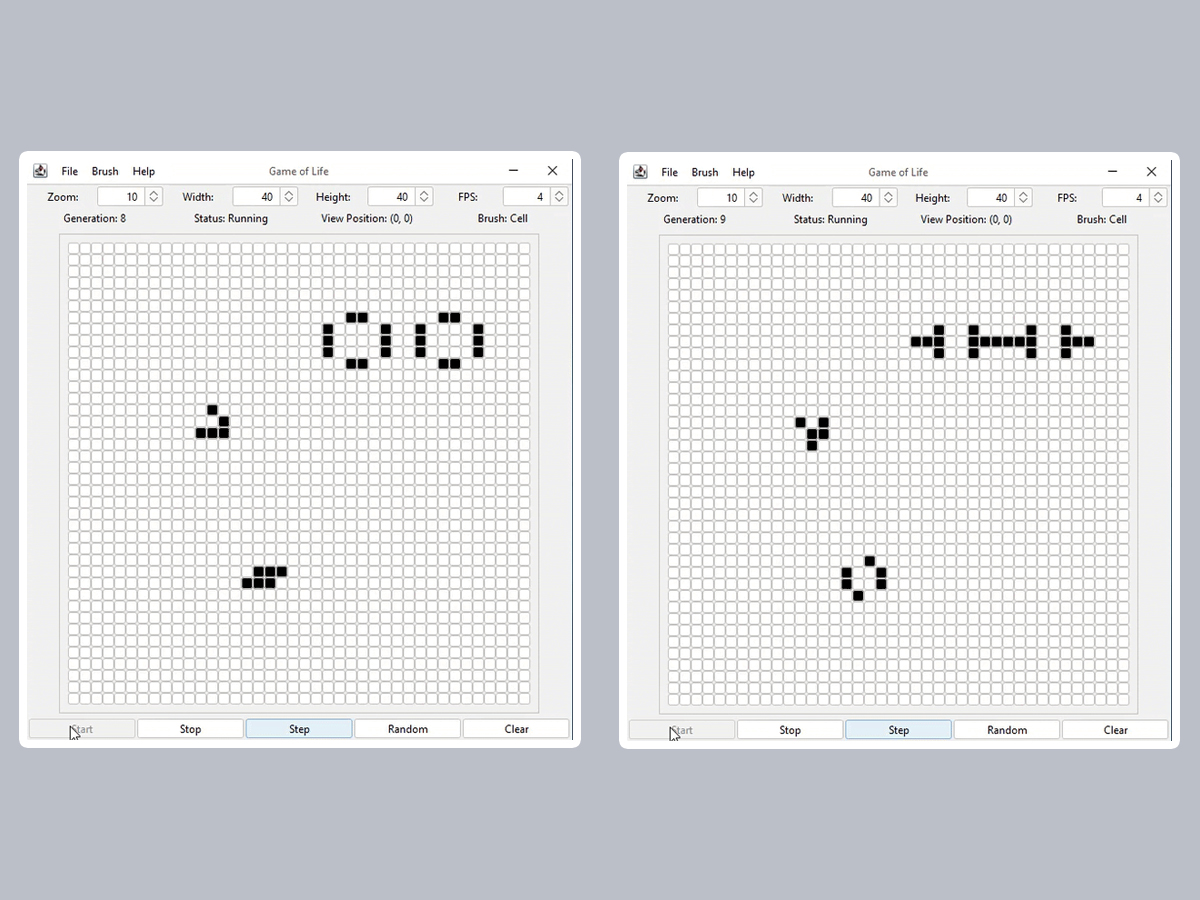 File Brush Help Game of Life
Zoom: 10 Width: 40 Height: 40 FPS: 4
Generation: 8 Status: Running View Position: (0, 0) Brush: Cell
Start Stop Step Random Clear
File Brush Help Game of Life
Zoom: 10 Width: 40 Height: 40 FPS: 4
Generation: 9 Status: Running View Position: (0, 0) Brush: Cell
Start Stop Step Random Clear